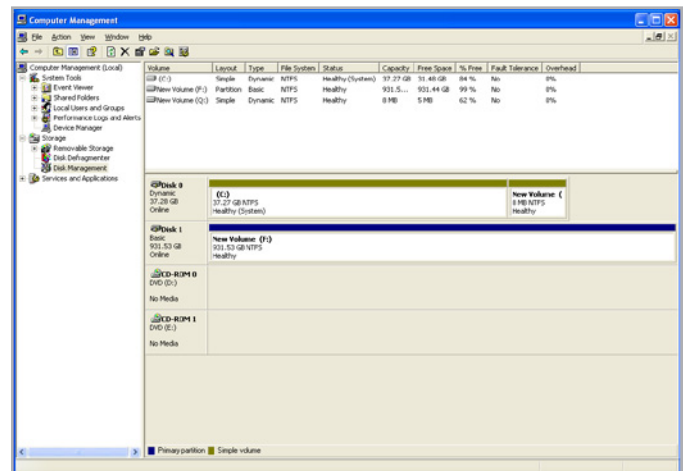 Computer Management
File Action View Window Help
Computer Management (Local)
System Tools
Event Viewer
Shared Folders
Local Users and Groups
Performance Logs and Alerts
Device Manager
Storage
Removable Storage
Disk Defragmenter
Disk Management
Services and Applications
Volume Layout Type File System Status Capacity Free Space % Free Fault Tolerance Overhead
(C:) Simple Dynamic NTFS Healthy (System) 37.27 GB 31.48 GB 84 % No 0%
New Volume (F:) Partition Basic NTFS Healthy 931.5... 931.44 GB 99 % No 0%
New Volume (Q:) Simple Dynamic NTFS Healthy 8 MB 5 MB 62 % No 0%
Disk 0
Dynamic
37.28 GB
Online
(C:)
37.27 GB NTFS
Healthy (System)
New Volume (
8 MB NTFS
Healthy
Disk 1
Basic
931.53 GB
Online
New Volume (F:)
931.53 GB NTFS
Healthy
CD-ROM 0
DVD (D:)
No Media
CD-ROM 1
DVD (E:)
No Media
Primary partition Simple volume